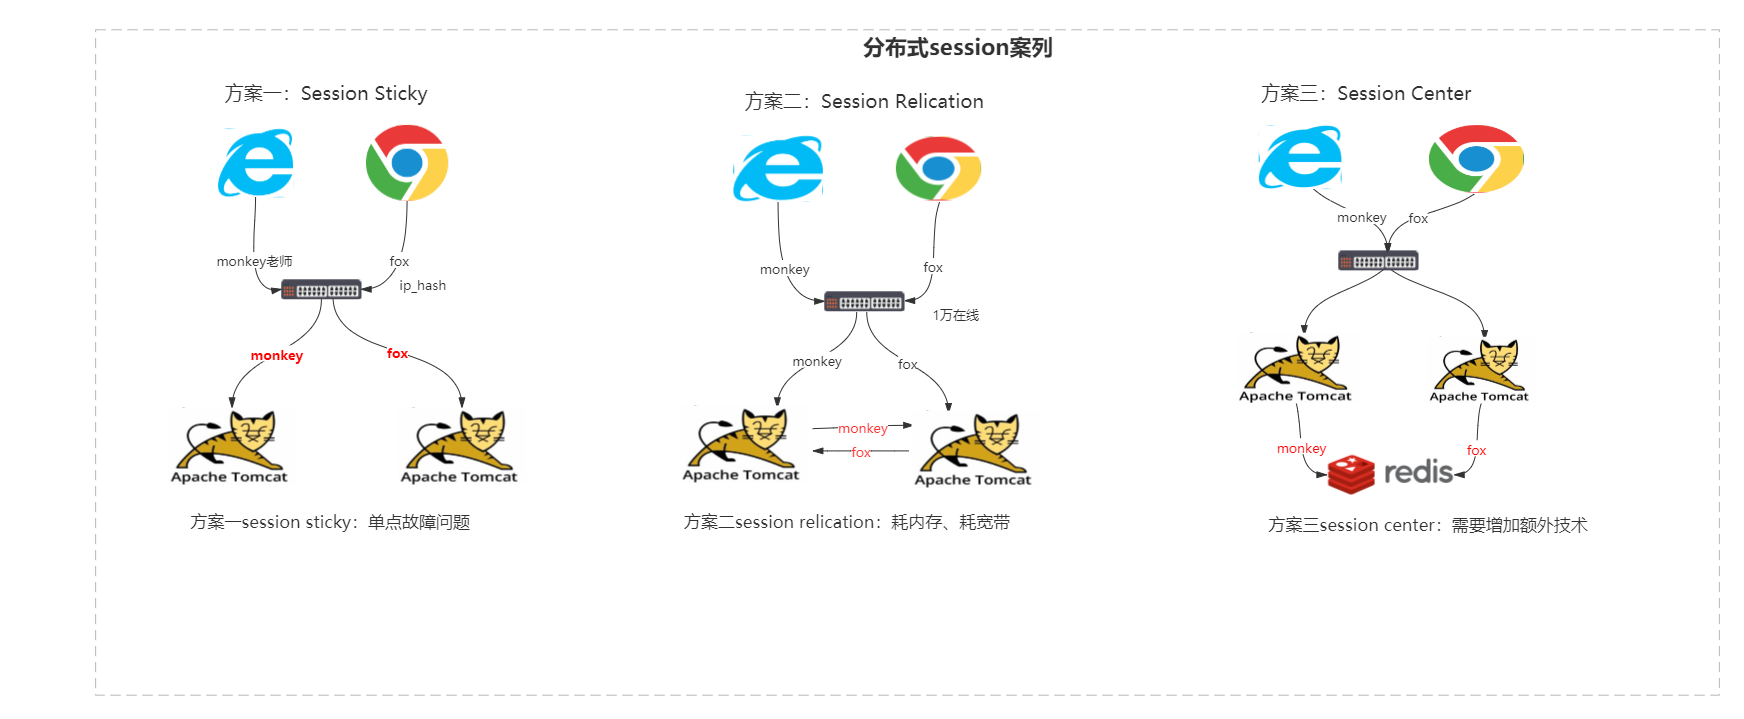 分布式session案列
方案一：Session Sticky
monkey老师
fox
ip_hash
monkey
fox
Apache Tomcat
Apache Tomcat
方案一session sticky：单点故障问题
方案二：Session Relication
monkey
fox
1万在线
monkey
fox
monkey
fox
Apache Tomcat
Apache Tomcat
方案二session relication：耗内存、耗宽带
方案三：Session Center
monkey
fox
Apache Tomcat
Apache Tomcat
monkey
fox
redis
方案三session center：需要增加额外技术